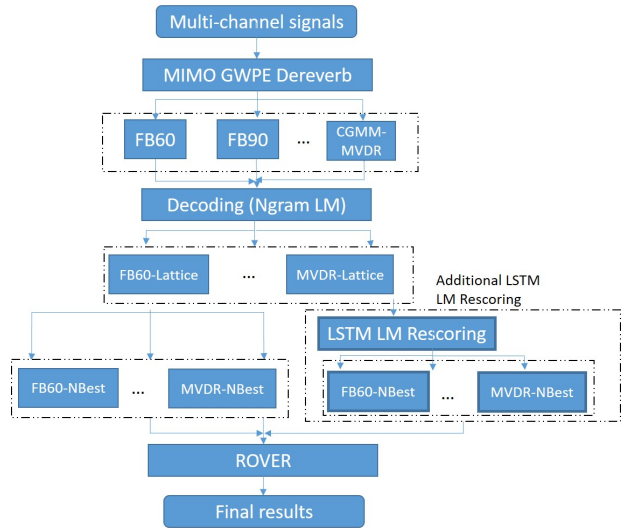 Multi-channel signals
MIMO GWPE Dereverb
FB60
FB90
...
CGMM-
MVDR
Decoding (Ngram LM)
FB60-Lattice
...
MVDR-Lattice
Additional LSTM
LM Rescoring
LSTM LM Rescoring
FB60-NBest
...
MVDR-NBest
FB60-NBest
...
MVDR-NBest
ROVER
Final results